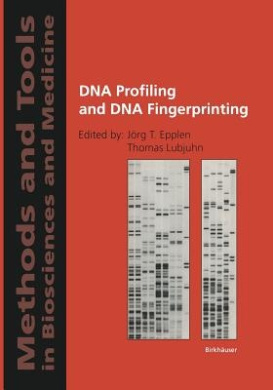 Methods and Tools
in Biosciences and Medicine
DNA Profiling
and DNA Fingerprinting
Edited by: Jörg T. Epplen
Thomas Lubjuhn
Birkhäuser